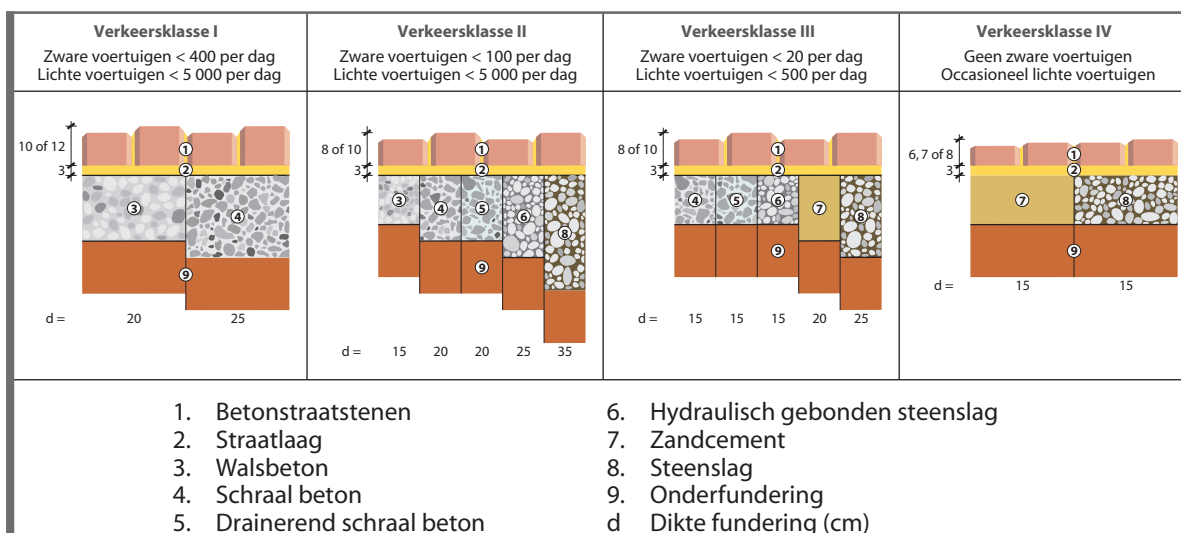 Verkeersklasse I
Zware voertuigen < 400 per dag
Lichte voertuigen < 5 000 per dag
Verkeersklasse II
Zware voertuigen < 100 per dag
Lichte voertuigen < 5 000 per dag
Verkeersklasse III
Zware voertuigen < 20 per dag
Lichte voertuigen < 500 per dag
Verkeersklasse IV
Geen zware voertuigen
Occasioneel lichte voertuigen
10 of 12
1
3
2
3
4
9
d = 20 25
8 of 10
1
3
2
3
4
5
6
8
9
d = 15 20 20 25 35
8 of 10
1
3
2
4
5
6
7
8
9
d = 15 15 15 20 25
6, 7 of 8
1
3
2
7
8
9
d = 15 15
1. Betonstraatstenen
2. Straatlaag
3. Walsbeton
4. Schraal beton
5. Drainerend schraal beton
6. Hydraulisch gebonden steenslag
7. Zandcement
8. Steenslag
9. Onderfundering
d Dikte fundering (cm)